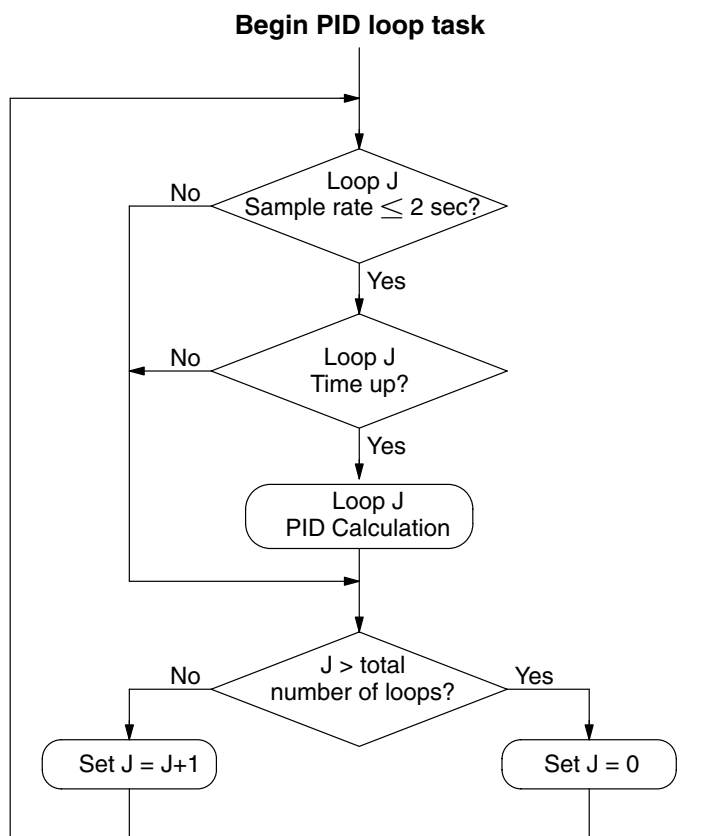 Begin PID loop task
Loop J
Sample rate ≤ 2 sec?
No
Yes
Loop J
Time up?
No
Yes
Loop J
PID Calculation
J > total
number of loops?
No
Yes
Set J = J+1
Set J = 0